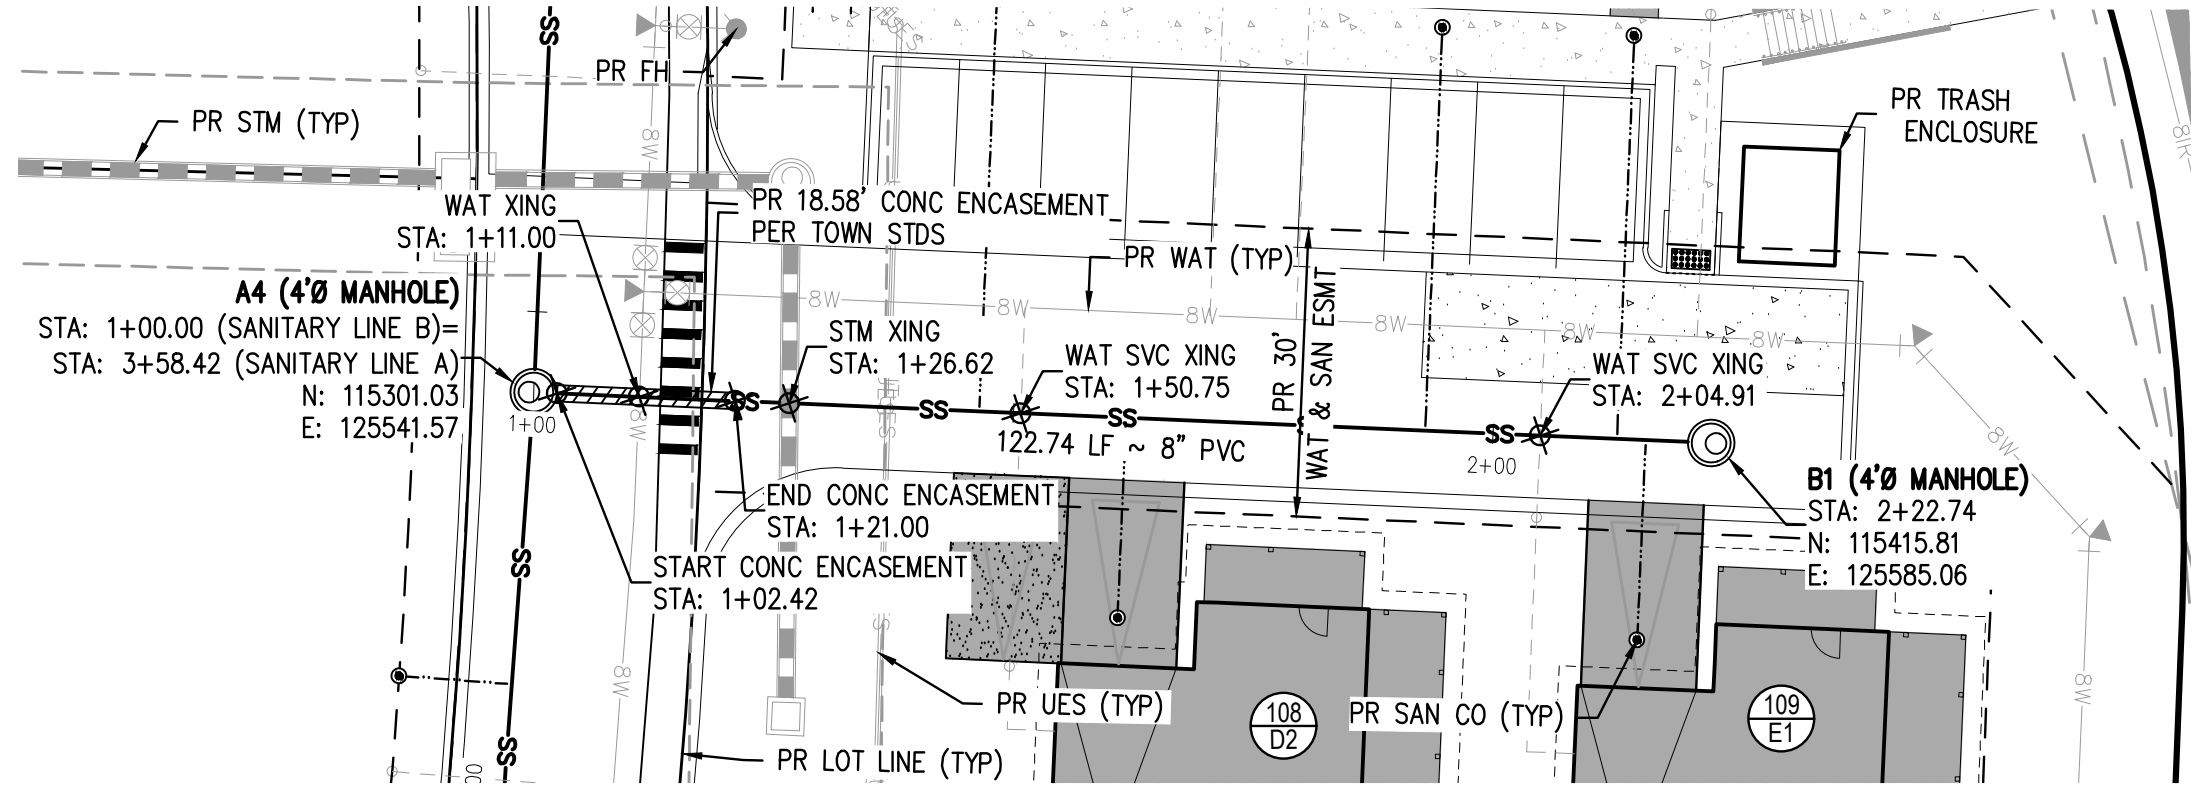 SS
PR FH
PR STM (TYP)
8W
PR TRASH
ENCLOSURE
WAT XING
STA: 1+11.00
PR 18.58' CONC ENCASEMENT
PER TOWN STDS
PR WAT (TYP)
A4 (4'Ø MANHOLE)
STA: 1+00.00 (SANITARY LINE B)=
STA: 3+58.42 (SANITARY LINE A)
N: 115301.03
E: 125541.57
8W
8W
8W
8W
8W
8W
STM XING
STA: 1+26.62
WAT SVC XING
STA: 1+50.75
PR 30'
WAT & SAN ESMT
WAT SVC XING
STA: 2+04.91
1+00
8W
SS
SS
SS
SS
122.74 LF ~ 8" PVC
2+00
8W
B1 (4'Ø MANHOLE)
STA: 2+22.74
N: 115415.81
E: 125585.06
END CONC ENCASEMENT
STA: 1+21.00
START CONC ENCASEMENT
STA: 1+02.42
SS
8W
8W
PR UES (TYP)
108
D2
PR SAN CO (TYP)
109
E1
SS
PR LOT LINE (TYP)